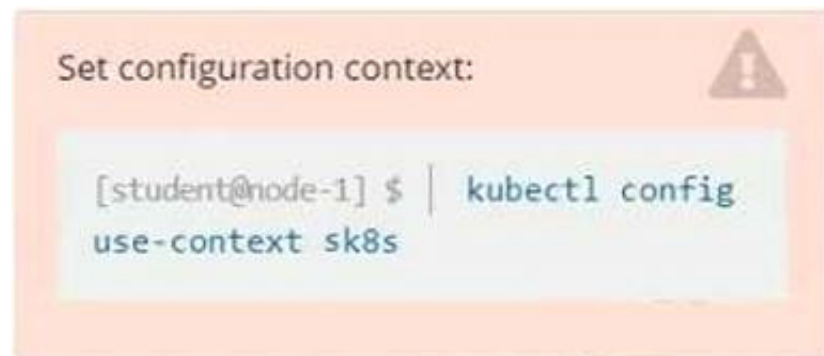 Set configuration context:
[student@node-1] $ | kubectl config
use-context sk8s